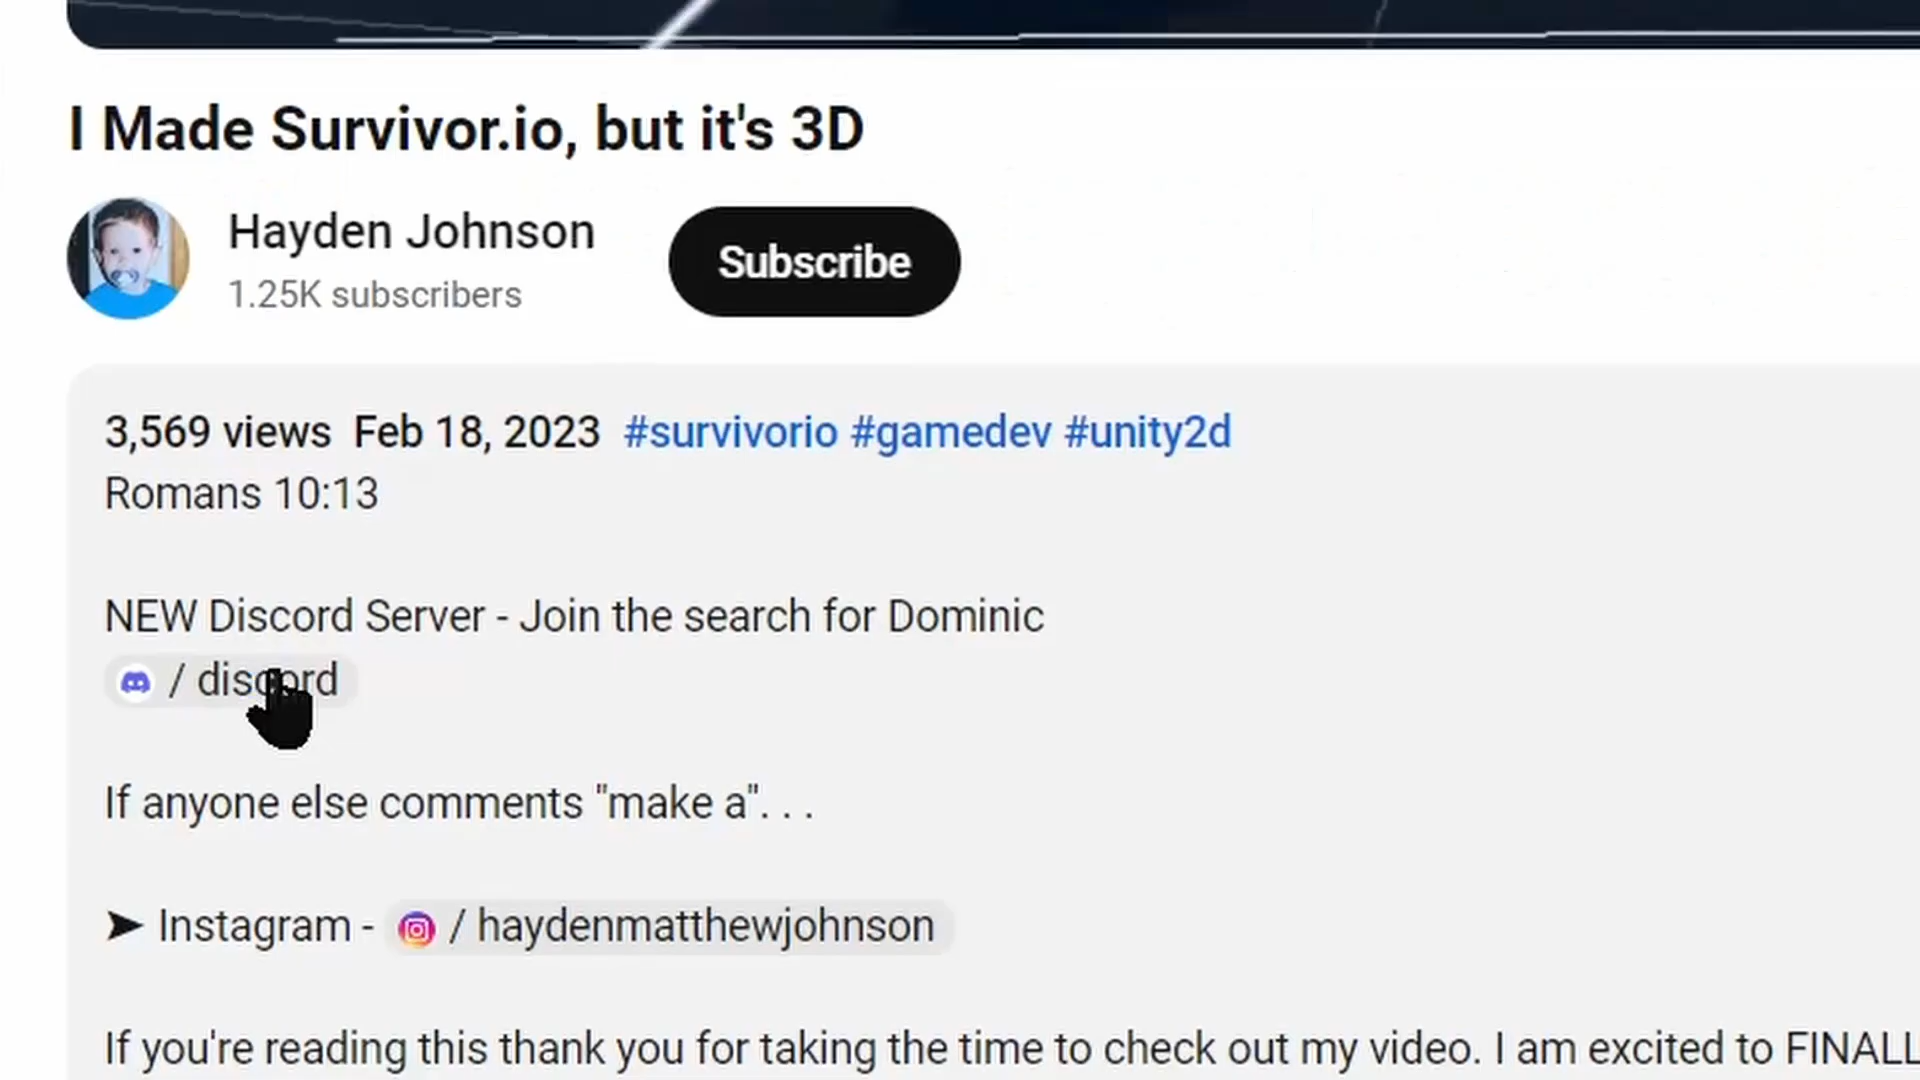 I Made Survivor.io, but it's 3D
Hayden Johnson
1.25K subscribers
Subscribe
3,569 views Feb 18, 2023 #survivorio #gamedev #unity2d
Romans 10:13
NEW Discord Server - Join the search for Dominic
/ discord
If anyone else comments "make a". . .
➤ Instagram - / haydenmatthewjohnson
If you're reading this thank you for taking the time to check out my video. I am excited to FINALL